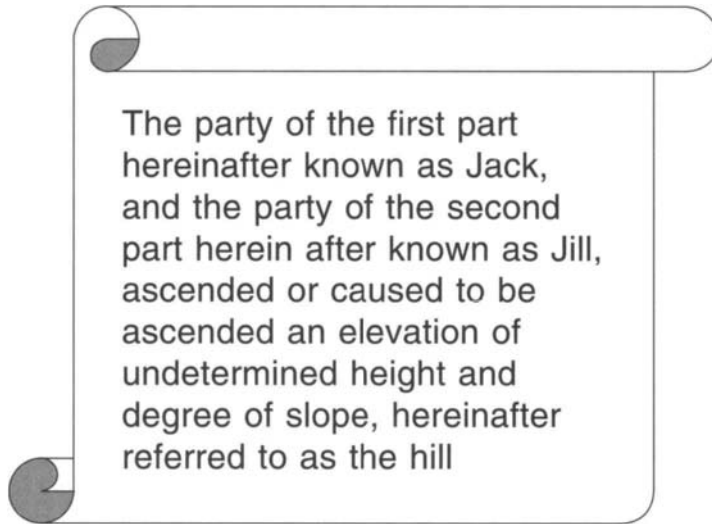 The party of the first part
hereinafter known as Jack,
and the party of the second
part herein after known as Jill,
ascended or caused to be
ascended an elevation of
undetermined height and
degree of slope, hereinafter
referred to as the hill